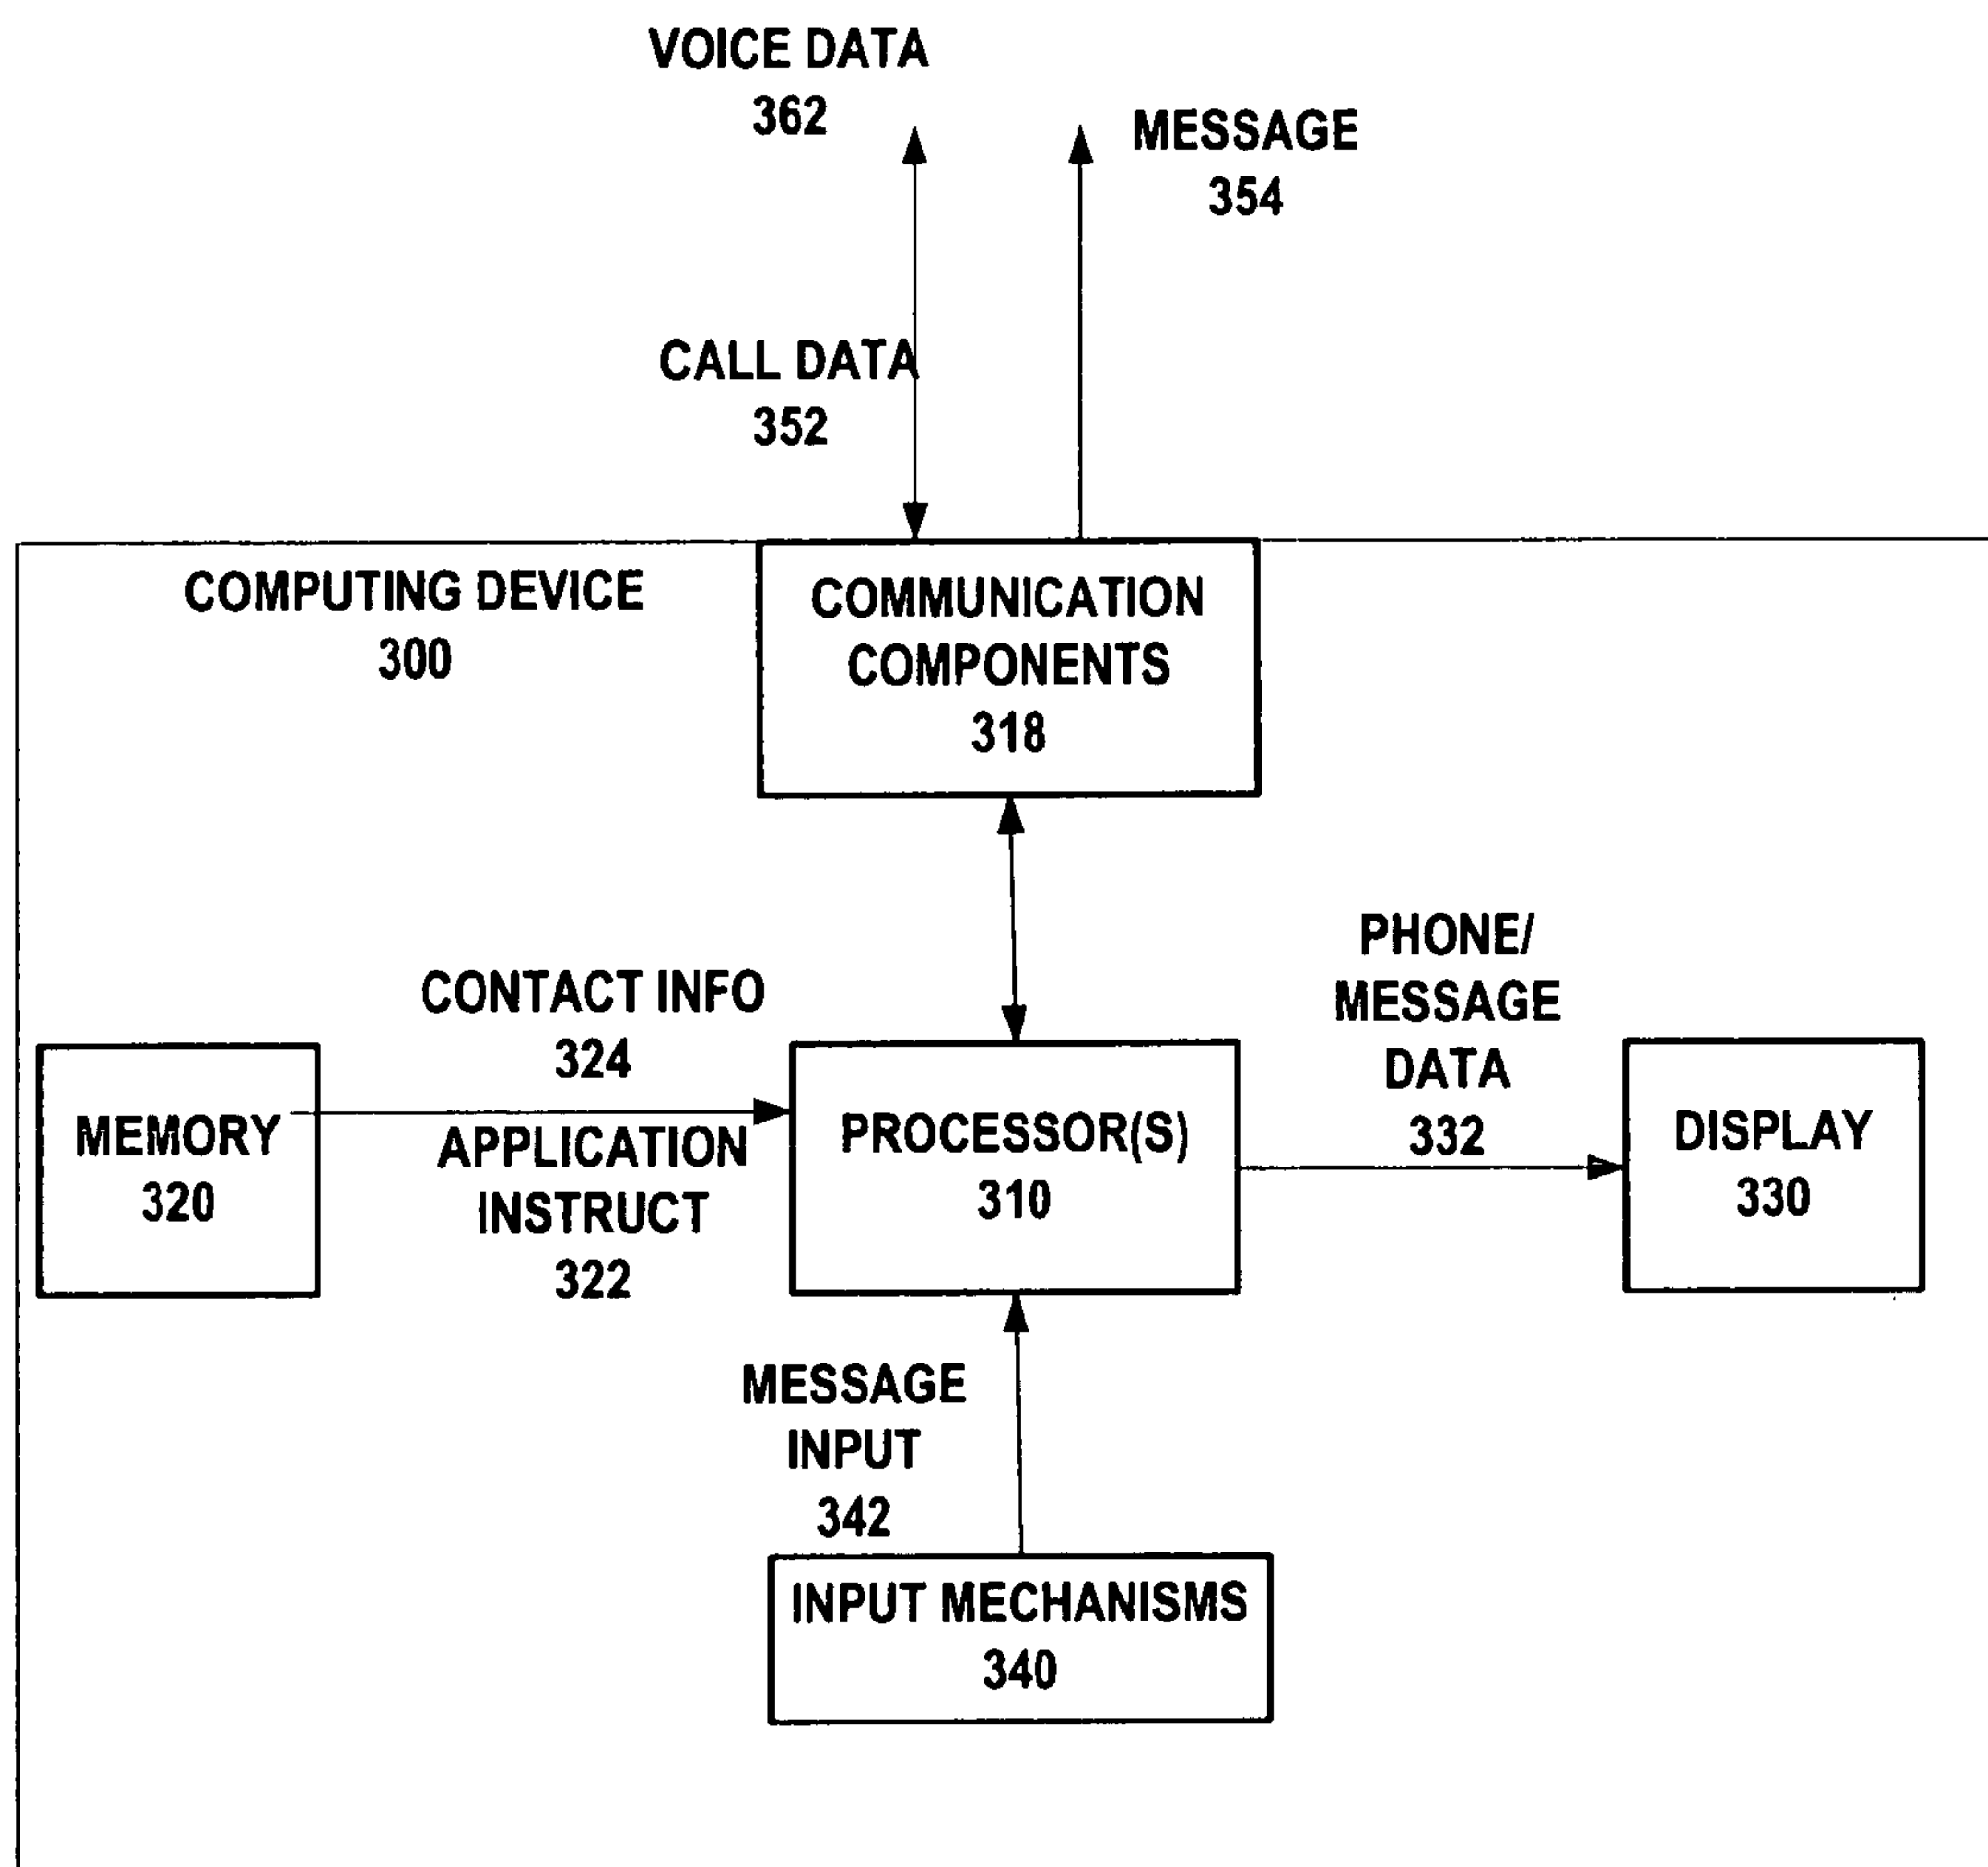 VOICE DATA
362
MESSAGE
354
CALL DATA
352
COMPUTING DEVICE
300
COMMUNICATION
COMPONENTS
318
CONTACT INFO
324
PHONE/
MESSAGE
DATA
332
MEMORY
320
APPLICATION
INSTRUCT
322
PROCESSOR(S)
310
DISPLAY
330
MESSAGE
INPUT
342
INPUT MECHANISMS
340